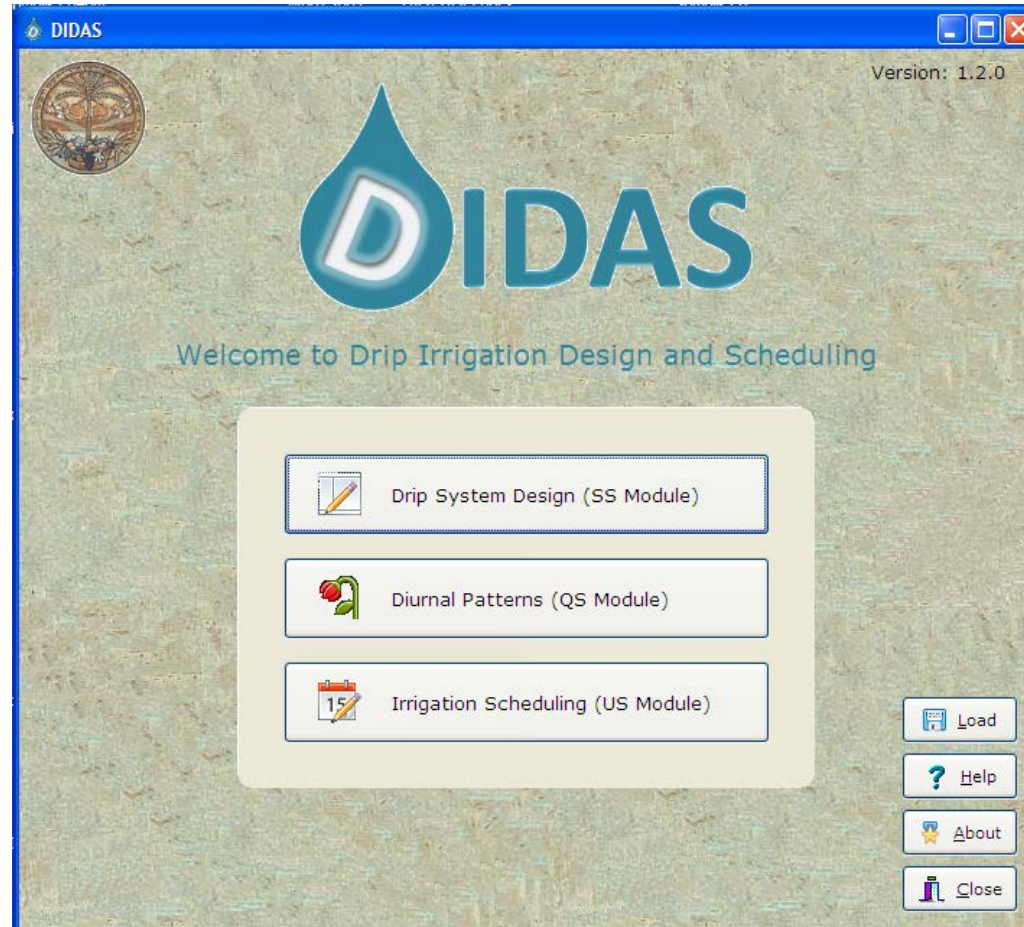 DIDAS
Version: 1.2.0
DIDAS
Welcome to Drip Irrigation Design and Scheduling
Drip System Design (SS Module)
Diurnal Patterns (QS Module)
15
Irrigation Scheduling (US Module)
Load
Help
About
Close